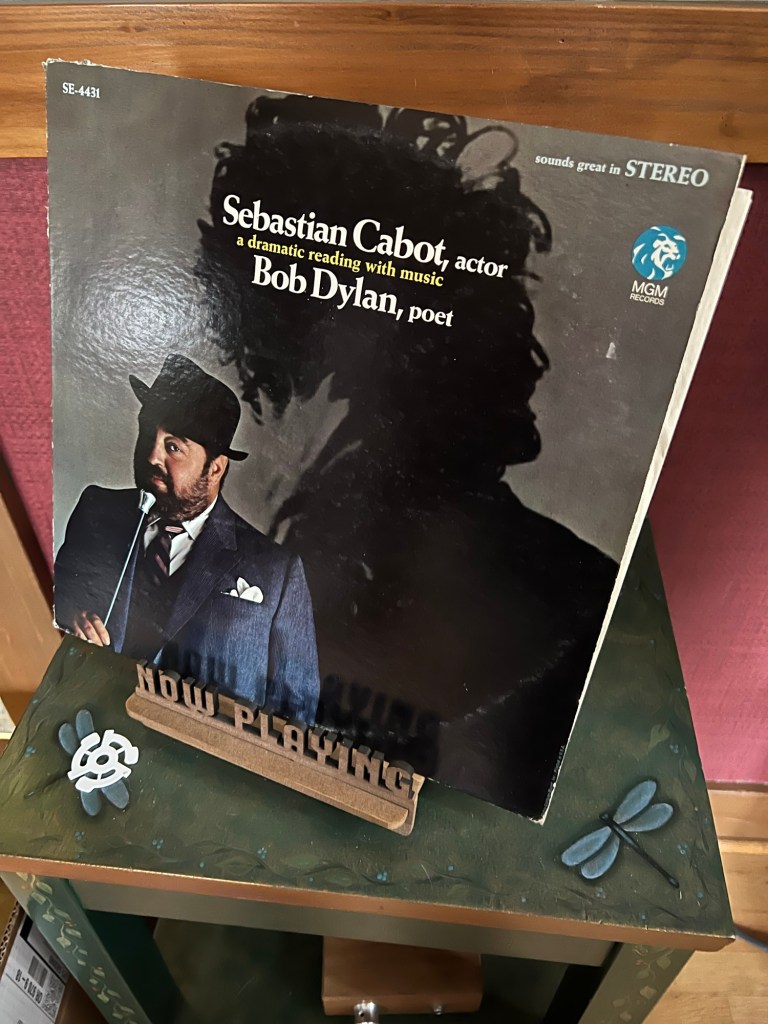 SE-4431
sounds great in STEREO
Sebastian Cabot, actor
a dramatic reading with music
Bob Dylan, poet
MGM
RECORDS
NOW PLAYING